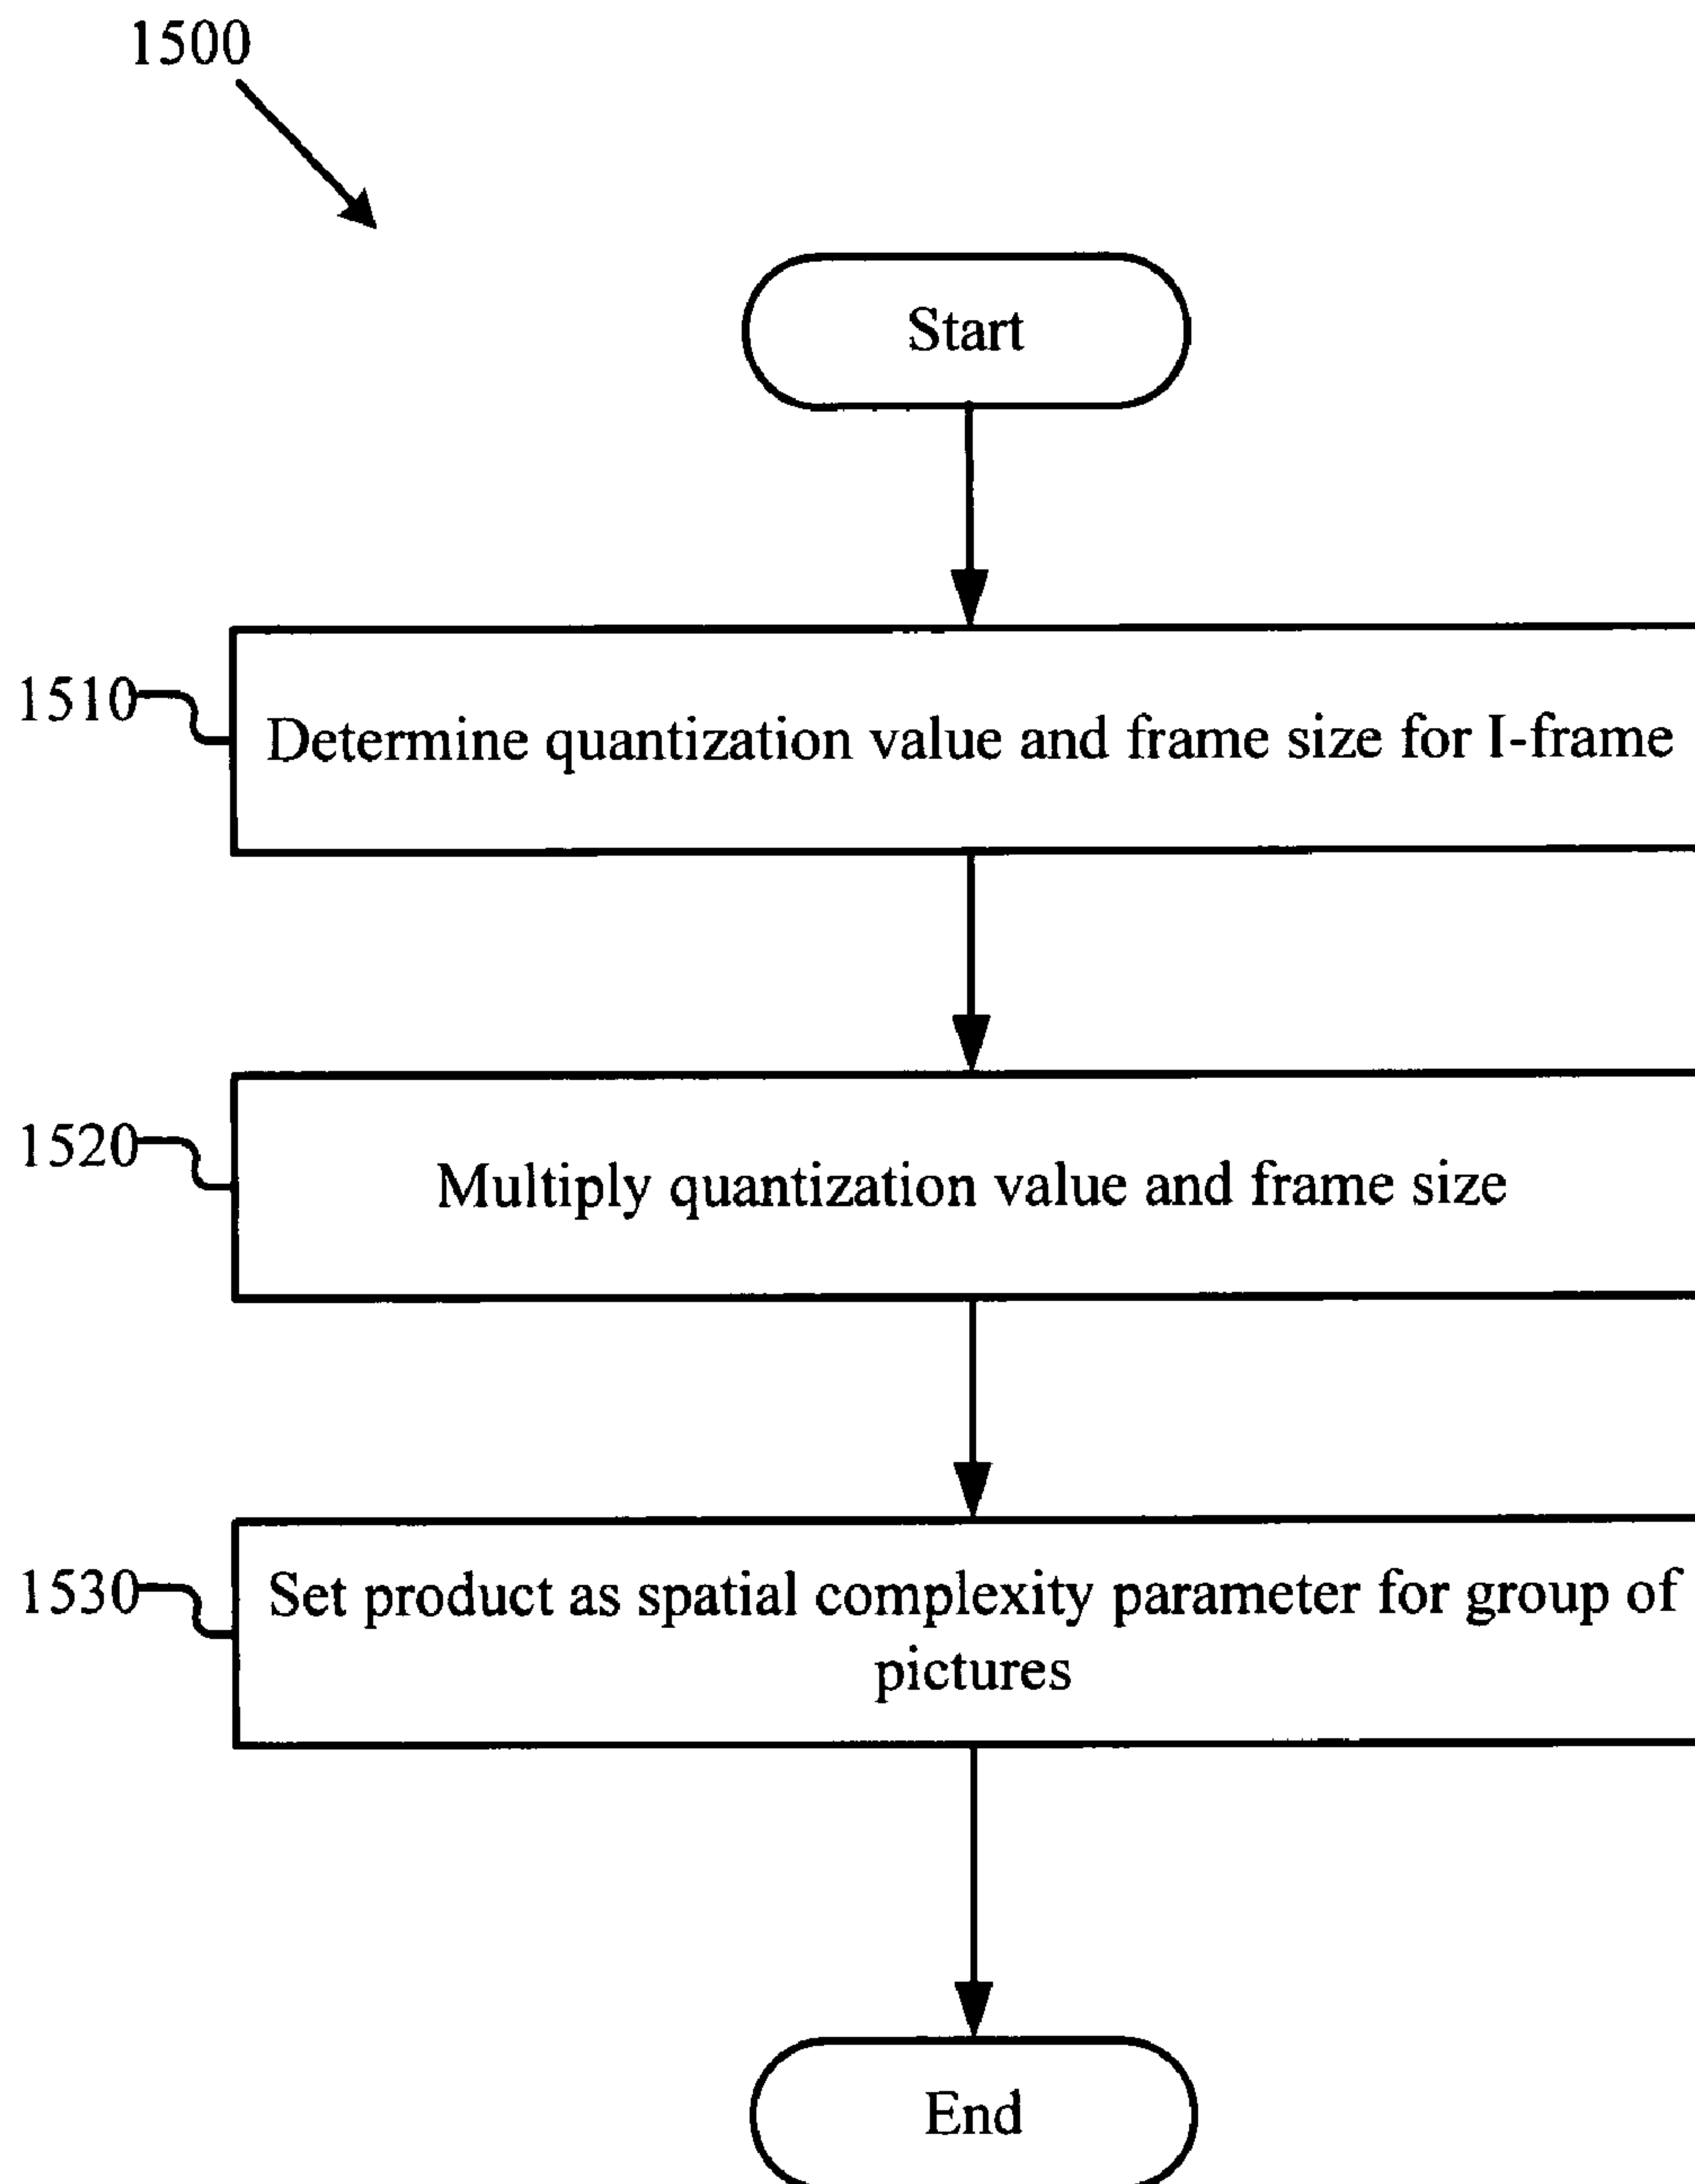 1500
Start
1510
Determine quantization value and frame size for I-frame
1520
Multiply quantization value and frame size
1530
Set product as spatial complexity parameter for group of
pictures
End